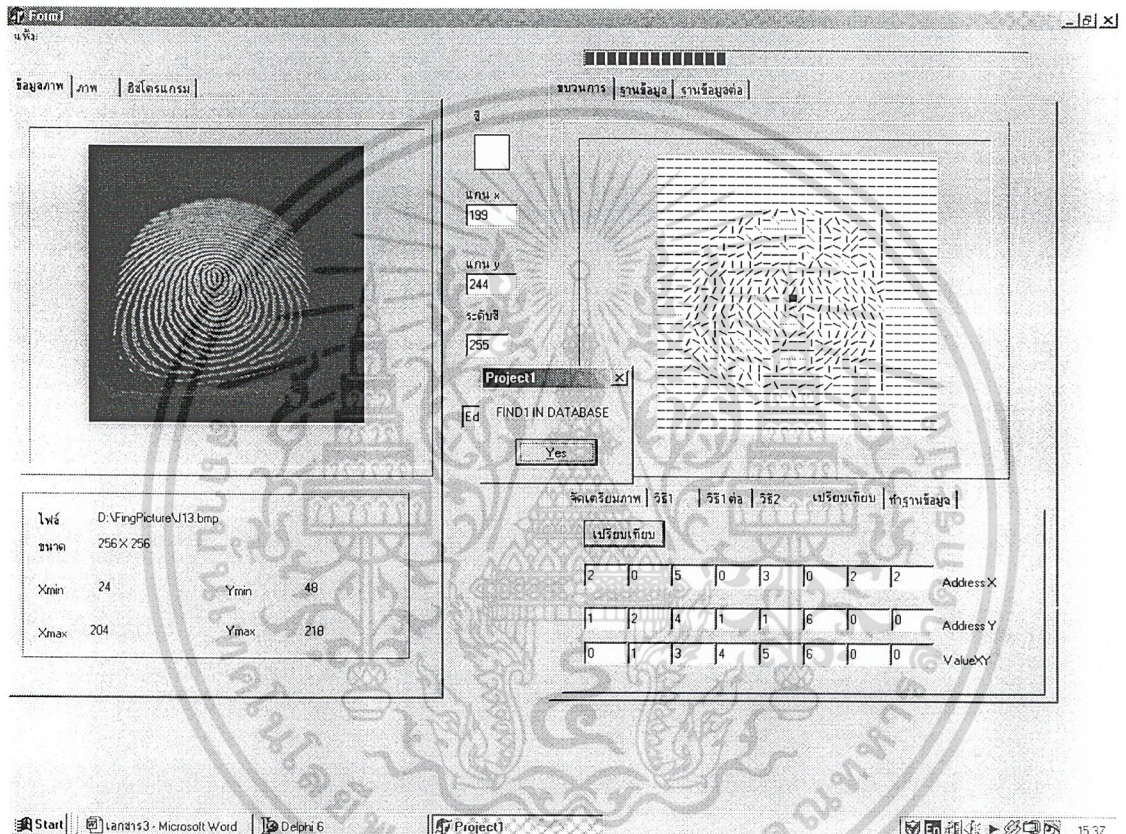 Form1
แฟ้ม
ข้อมูลภาพ ภาพ ฮิสโตรแกรม
ขบวนการ ฐานข้อมูล ฐานข้อมูลต่อ
สี
แกน x
199
แกน y
244
ระดับสี
255
Project1
Ed
FIND1 IN DATABASE
Yes
จัดเตรียมภาพ วิธี1 วิธี1 ต่อ วิธี2 เปรียบเทียบ ทำฐานข้อมูล
ไฟล์ D:\FingPicture\J13.bmp
ขนาด 256 X 256
Xmin 24 Ymin 48
Xmax 204 Ymax 218
เปรียบเทียบ
2 0 5 0 3 0 2 2 Address X
1 2 4 1 1 6 0 0 Address Y
0 1 3 4 5 6 0 0 ValueXY
Start เอกสาร3 - Microsoft Word Delphi 6 Project1 En 15:37